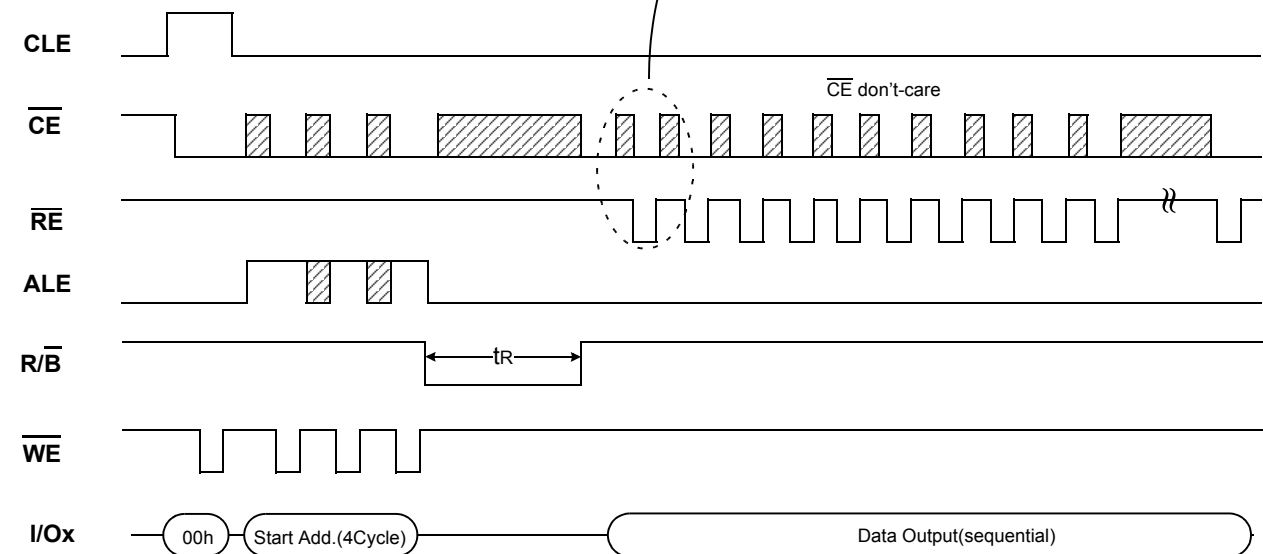 CLE
CE don't-care
CE
RE
ALE
R/B
tR
WE
I/Ox
00h
Start Add.(4Cycle)
Data Output(sequential)